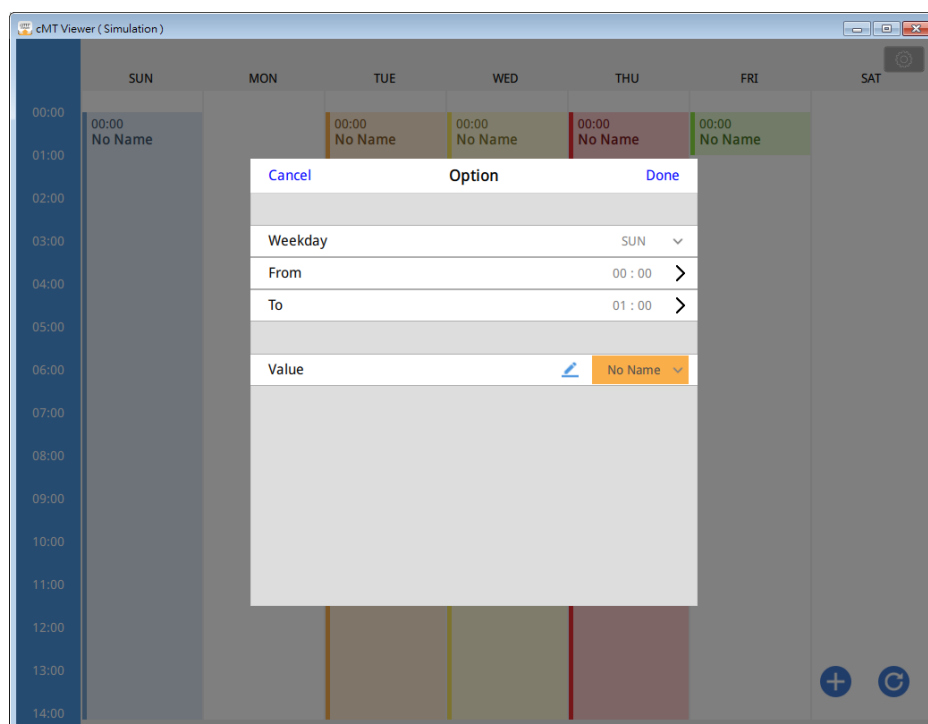 cMT Viewer ( Simulation )
SUN MON TUE WED THU FRI SAT
00:00
00:00 00:00 00:00 00:00 00:00
No Name No Name No Name No Name No Name
01:00
Cancel Option Done
02:00
03:00
Weekday SUN
From 00 : 00
04:00
To 01 : 00
05:00
06:00
Value No Name
07:00
08:00
09:00
10:00
11:00
12:00
13:00
14:00